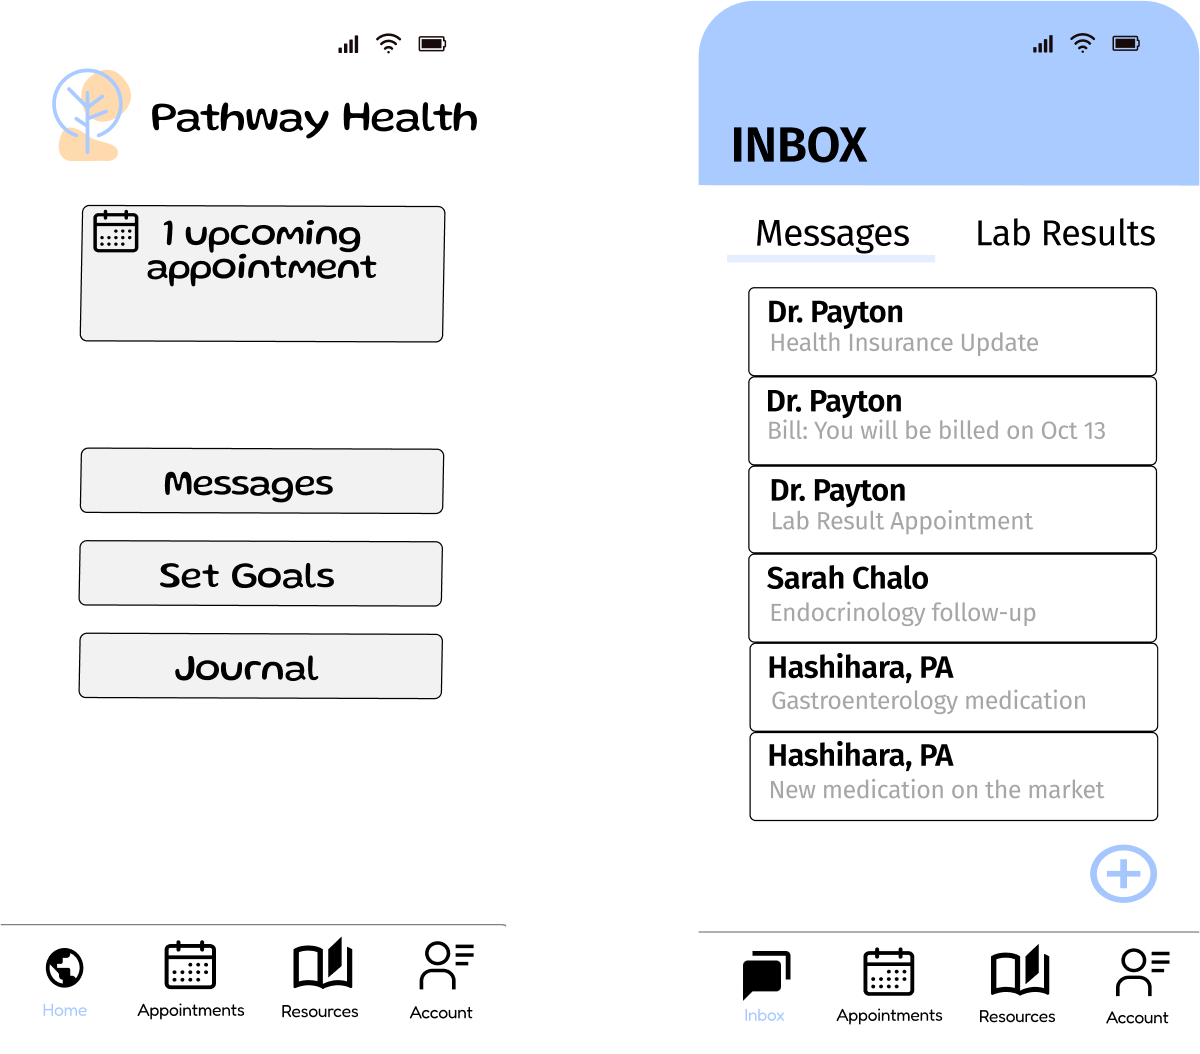 Pathway Health
1 upcoming
appointment
Messages
Set Goals
Journal
Home
Appointments
Resources
Account
INBOX
Messages
Lab Results
Dr. Payton
Health Insurance Update
Dr. Payton
Bill: You will be billed on Oct 13
Dr. Payton
Lab Result Appointment
Sarah Chalo
Endocrinology follow-up
Hashihara, PA
Gastroenterology medication
Hashihara, PA
New medication on the market
Inbox
Appointments
Resources
Account